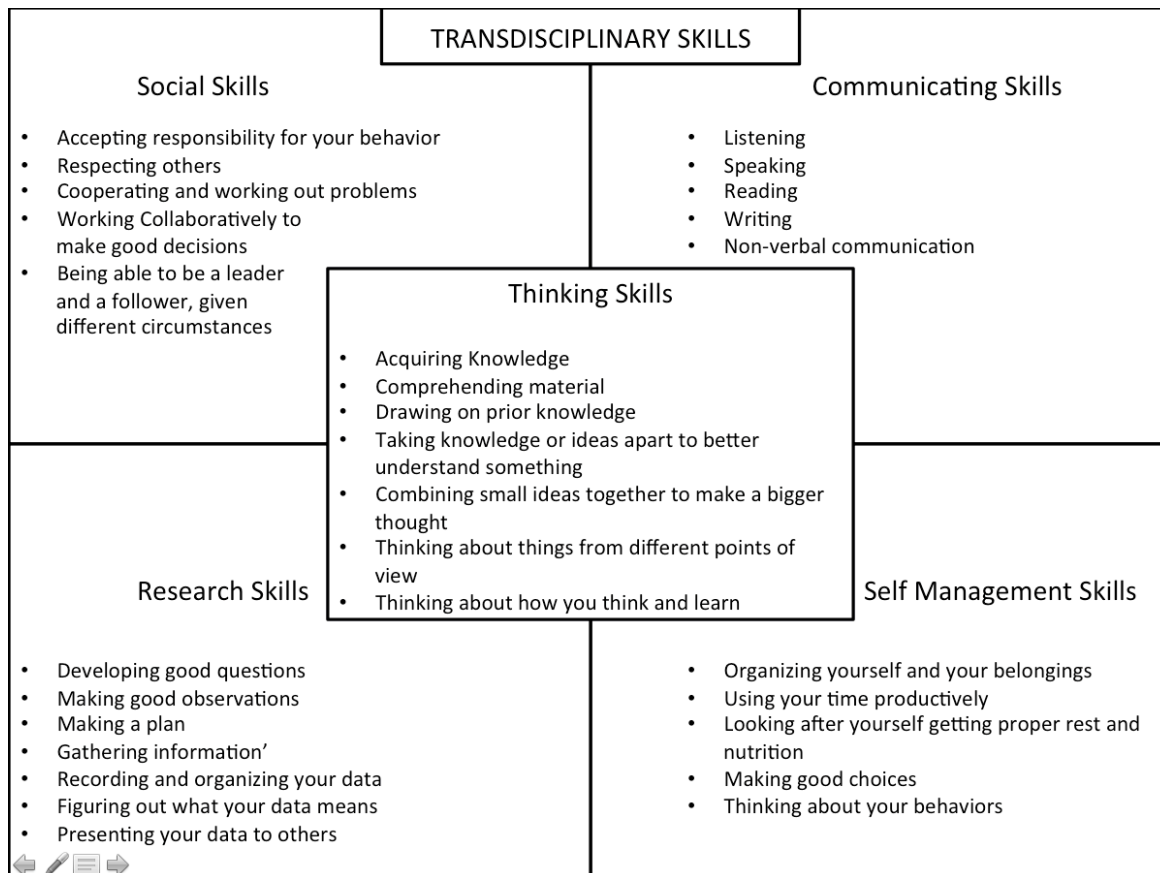 TRANSDISCIPLINARY SKILLS
Social Skills
• Accepting responsibility for your behavior
• Respecting others
• Cooperating and working out problems
• Working Collaboratively to
make good decisions
• Being able to be a leader
and a follower, given
different circumstances
Communicating Skills
• Listening
• Speaking
• Reading
• Writing
• Non-verbal communication
Thinking Skills
• Acquiring Knowledge
• Comprehending material
• Drawing on prior knowledge
• Taking knowledge or ideas apart to better
understand something
• Combining small ideas together to make a bigger
thought
• Thinking about things from different points of
view
• Thinking about how you think and learn
Research Skills
• Developing good questions
• Making good observations
• Making a plan
• Gathering information’
• Recording and organizing your data
• Figuring out what your data means
• Presenting your data to others
Self Management Skills
• Organizing yourself and your belongings
• Using your time productively
• Looking after yourself getting proper rest and
nutrition
• Making good choices
• Thinking about your behaviors